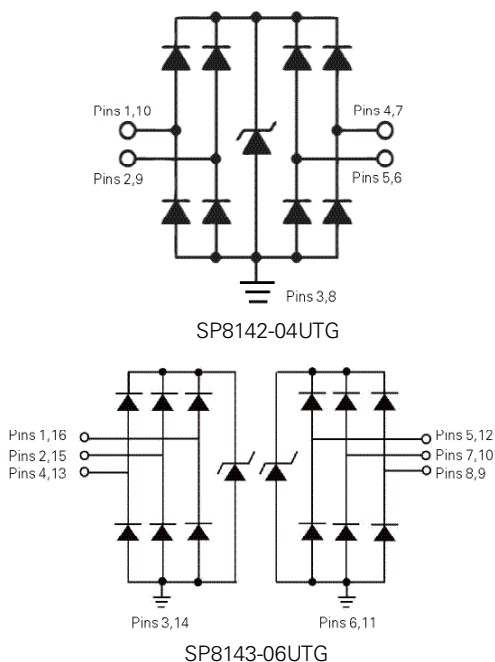 Pins 1,10
Pins 4,7
Pins 2,9
Pins 5,6
Pins 3,8
SP8142-04UTG
Pins 1,16
Pins 5,12
Pins 2,15
Pins 7,10
Pins 4,13
Pins 8,9
Pins 3,14
Pins 6,11
SP8143-06UTG